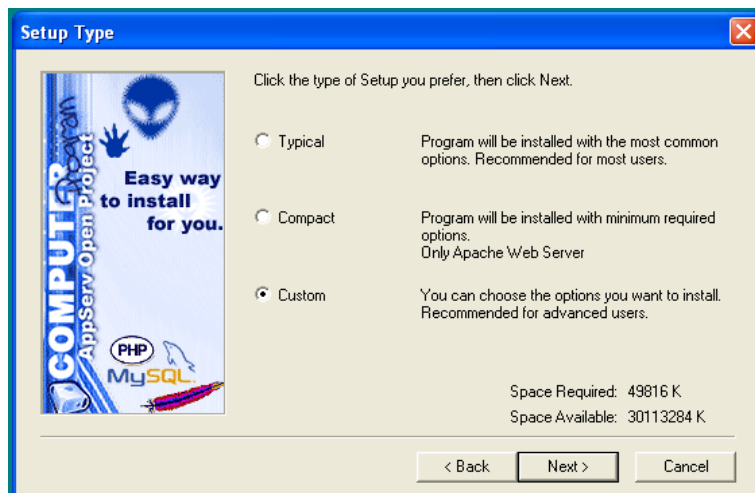 Setup Type
Click the type of Setup you prefer, then click Next.
Typical
Program will be installed with the most common
options. Recommended for most users.
Compact
Program will be installed with minimum required
options.
Only Apache Web Server
Custom
You can choose the options you want to install.
Recommended for advanced users.
COMPUTER
Program
AppServ Open Project
Easy way
to install
for you.
PHP
MySQL
Space Required: 49816 K
Space Available: 30113284 K
< Back
Next >
Cancel